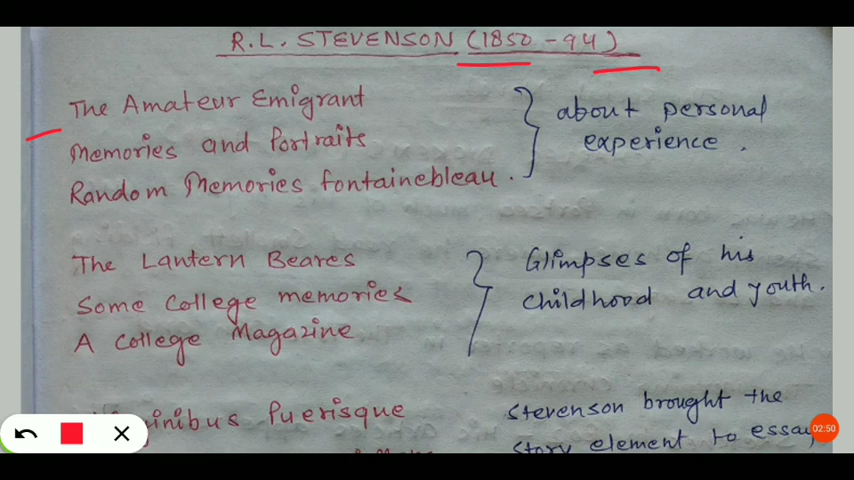 R.L. STEVENSON (1850-94)
The Amateur Emigrant
Memories and Portraits
Random Memories fontainebleau.
about personal
experience.
The Lantern Beares
Some College memories
A College Magazine
Glimpses of his
childhood and youth.
Puerisque
Stevenson brought the
story element to essay
02:50